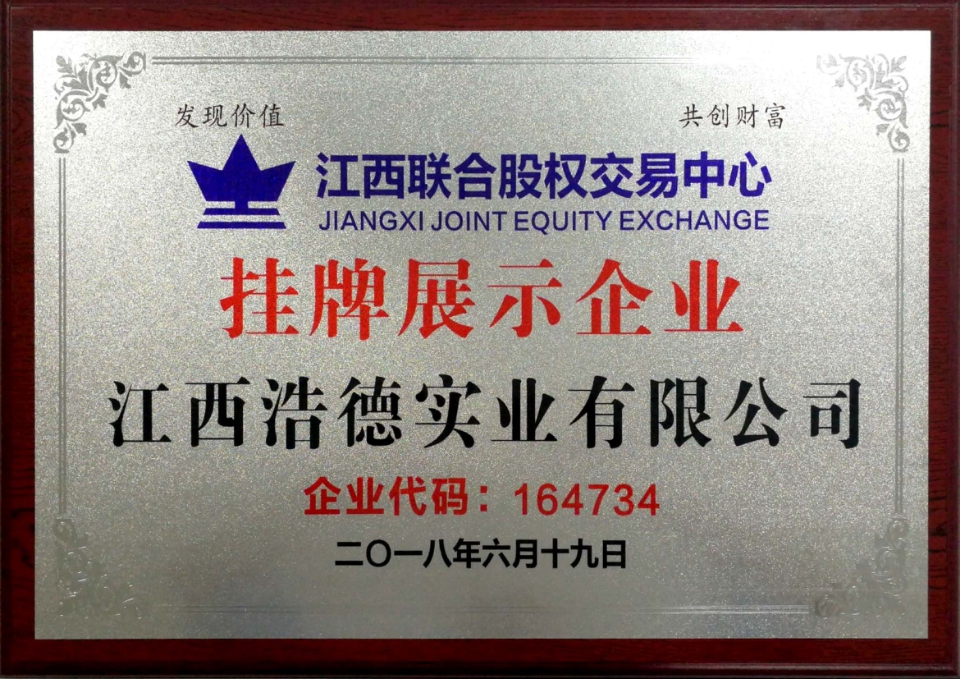 发现价值 共创财富
江西联合股权交易中心
JIANGXI JOINT EQUITY EXCHANGE
挂牌展示企业
江西浩德实业有限公司
企业代码：164734
二〇一八年六月十九日